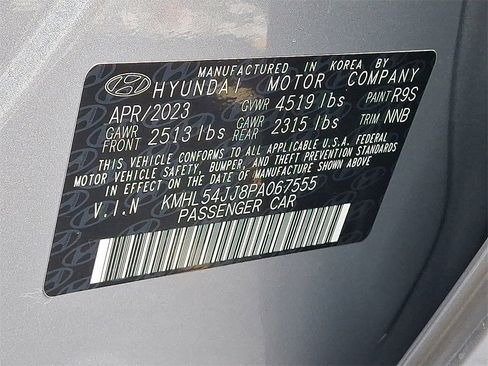 MANUFACTURED IN KOREA BY
HYUNDAI MOTOR COMPANY
APR/2023 GVWR 4519 lbs PAINT R9S
GAWR FRONT 2513 lbs GAWR REAR 2315 lbs TRIM NNB
THIS VEHICLE CONFORMS TO ALL APPLICABLE U.S.A. FEDERAL
MOTOR VEHICLE SAFETY, BUMPER, AND THEFT PREVENTION STANDARDS
IN EFFECT ON THE DATE OF MANUFACTURE SHOWN ABOVE
V.I.N KMHL54JJ8PA067555
PASSENGER CAR